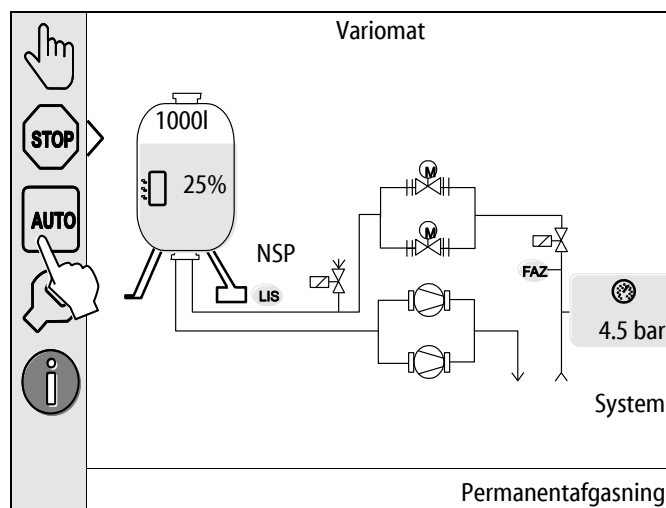 Variomat
STOP
AUTO
1000l
25%
NSP
LIS
M
M
FAZ
4.5 bar
System
Permanentafgasning